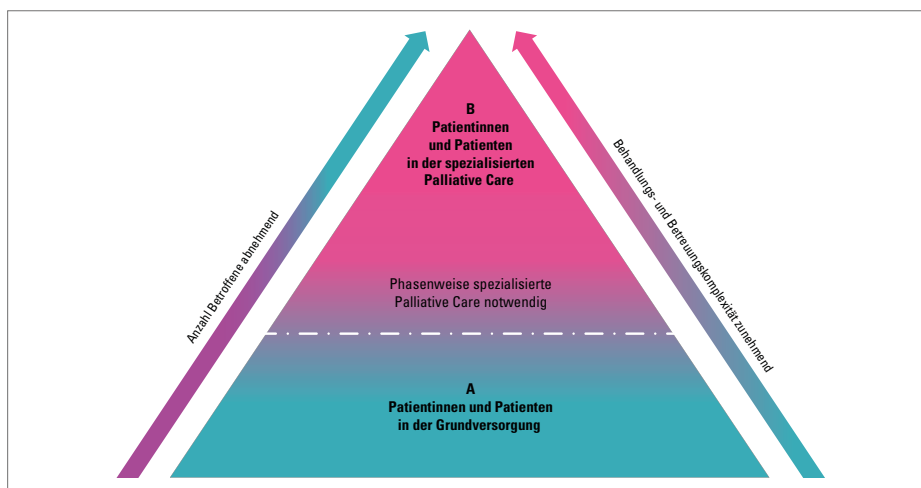 B
Patientinnen
und Patienten
in der spezialisierten
Palliative Care
Anzahl Betroffene abnehmend
Behandlungs- und Betreuungskomplexität zunehmend
Phasenweise spezialisierte
Palliative Care notwendig
A
Patientinnen und Patienten
in der Grundversorgung